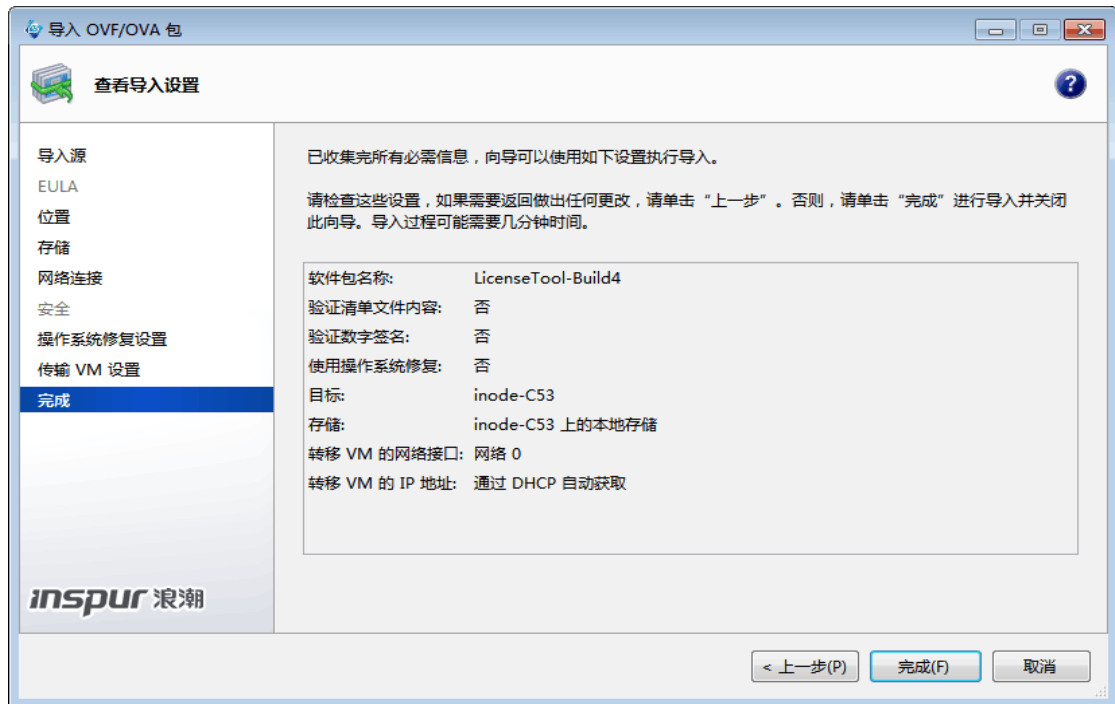 导入 OVF/OVA 包
查看导入设置
?
导入源
EULA
位置
存储
网络连接
安全
操作系统修复设置
传输 VM 设置
完成
inspur 浪潮
已收集完所有必需信息，向导可以使用如下设置执行导入。
请检查这些设置，如果需要返回做出任何更改，请单击“上一步”。否则，请单击“完成”进行导入并关闭
此向导。导入过程可能需要几分钟时间。
软件包名称: LicenseTool-Build4
验证清单文件内容: 否
验证数字签名: 否
使用操作系统修复: 否
目标: inode-C53
存储: inode-C53 上的本地存储
转移 VM 的网络接口: 网络 0
转移 VM 的 IP 地址: 通过 DHCP 自动获取
< 上一步(P) 完成(F) 取消